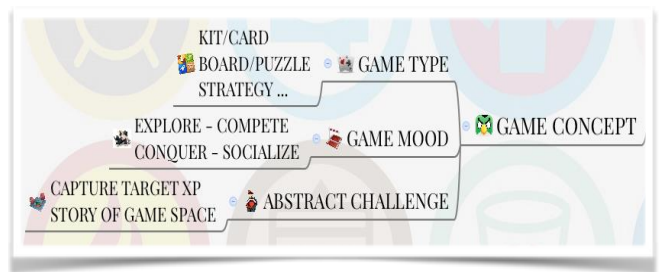 KIT/CARD
BOARD/PUZZLE
STRATEGY ...
GAME TYPE
EXPLORE – COMPETE
CONQUER – SOCIALIZE
GAME MOOD
GAME CONCEPT
CAPTURE TARGET XP
STORY OF GAME SPACE
ABSTRACT CHALLENGE